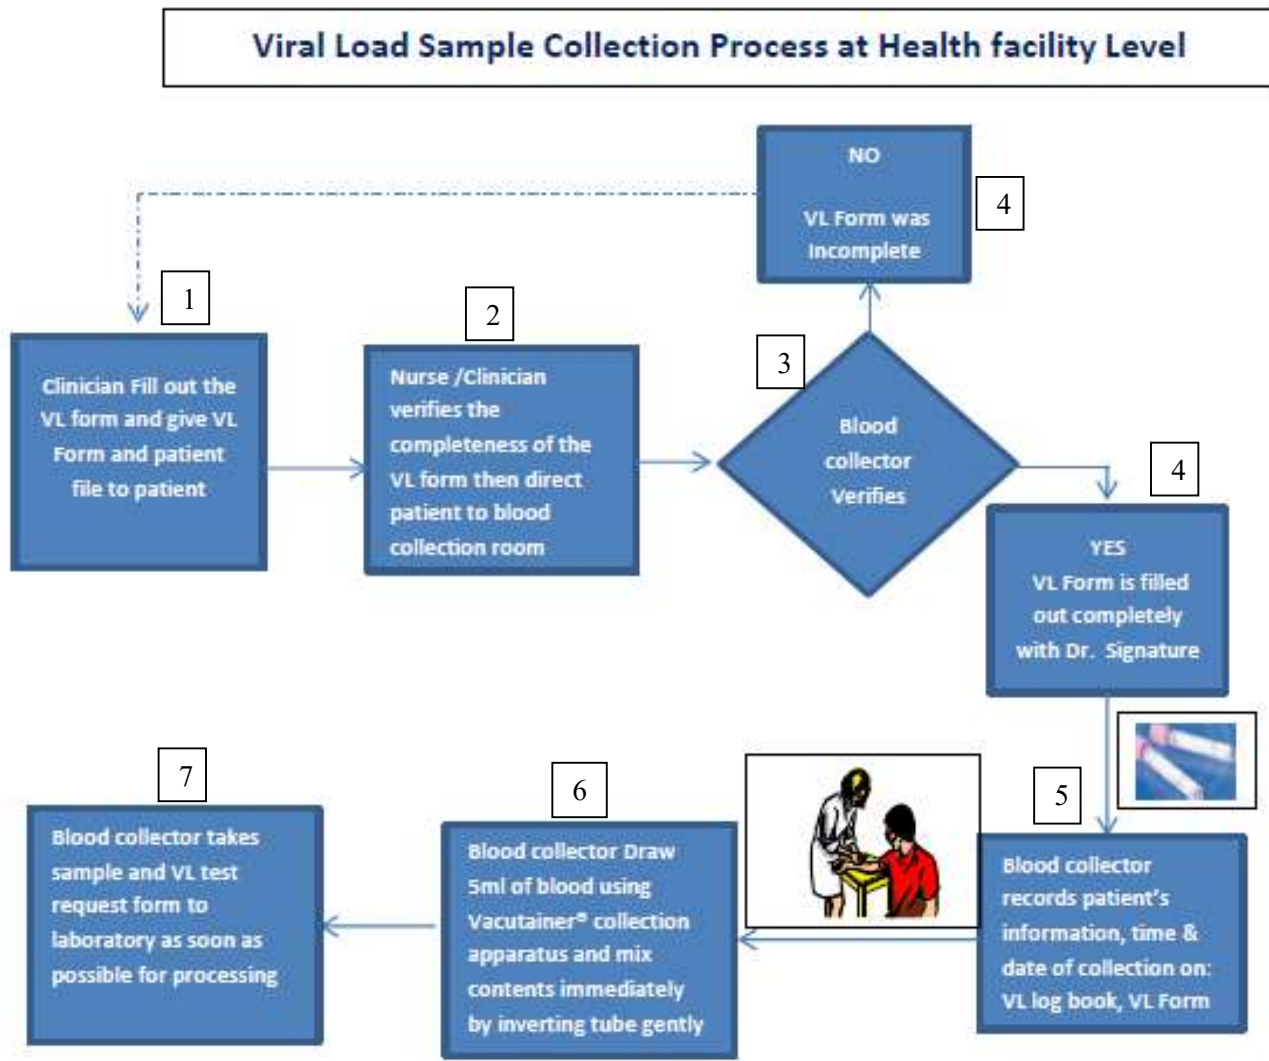 Viral Load Sample Collection Process at Health facility Level
NO
VL Form was
Incomplete
4
1
Clinician Fill out the
VL form and give VL
Form and patient
file to patient
2
Nurse /Clinician
verifies the
completeness of the
VL form then direct
patient to blood
collection room
3
Blood
collector
Verifies
4
YES
VL Form is filled
out completely
with Dr. Signature
5
Blood collector
records patient's
information, time &
date of collection on:
VL log book, VL Form
6
Blood collector Draw
5ml of blood using
Vacutainer® collection
apparatus and mix
contents immediately
by inverting tube gently
7
Blood collector takes
sample and VL test
request form to
laboratory as soon as
possible for processing